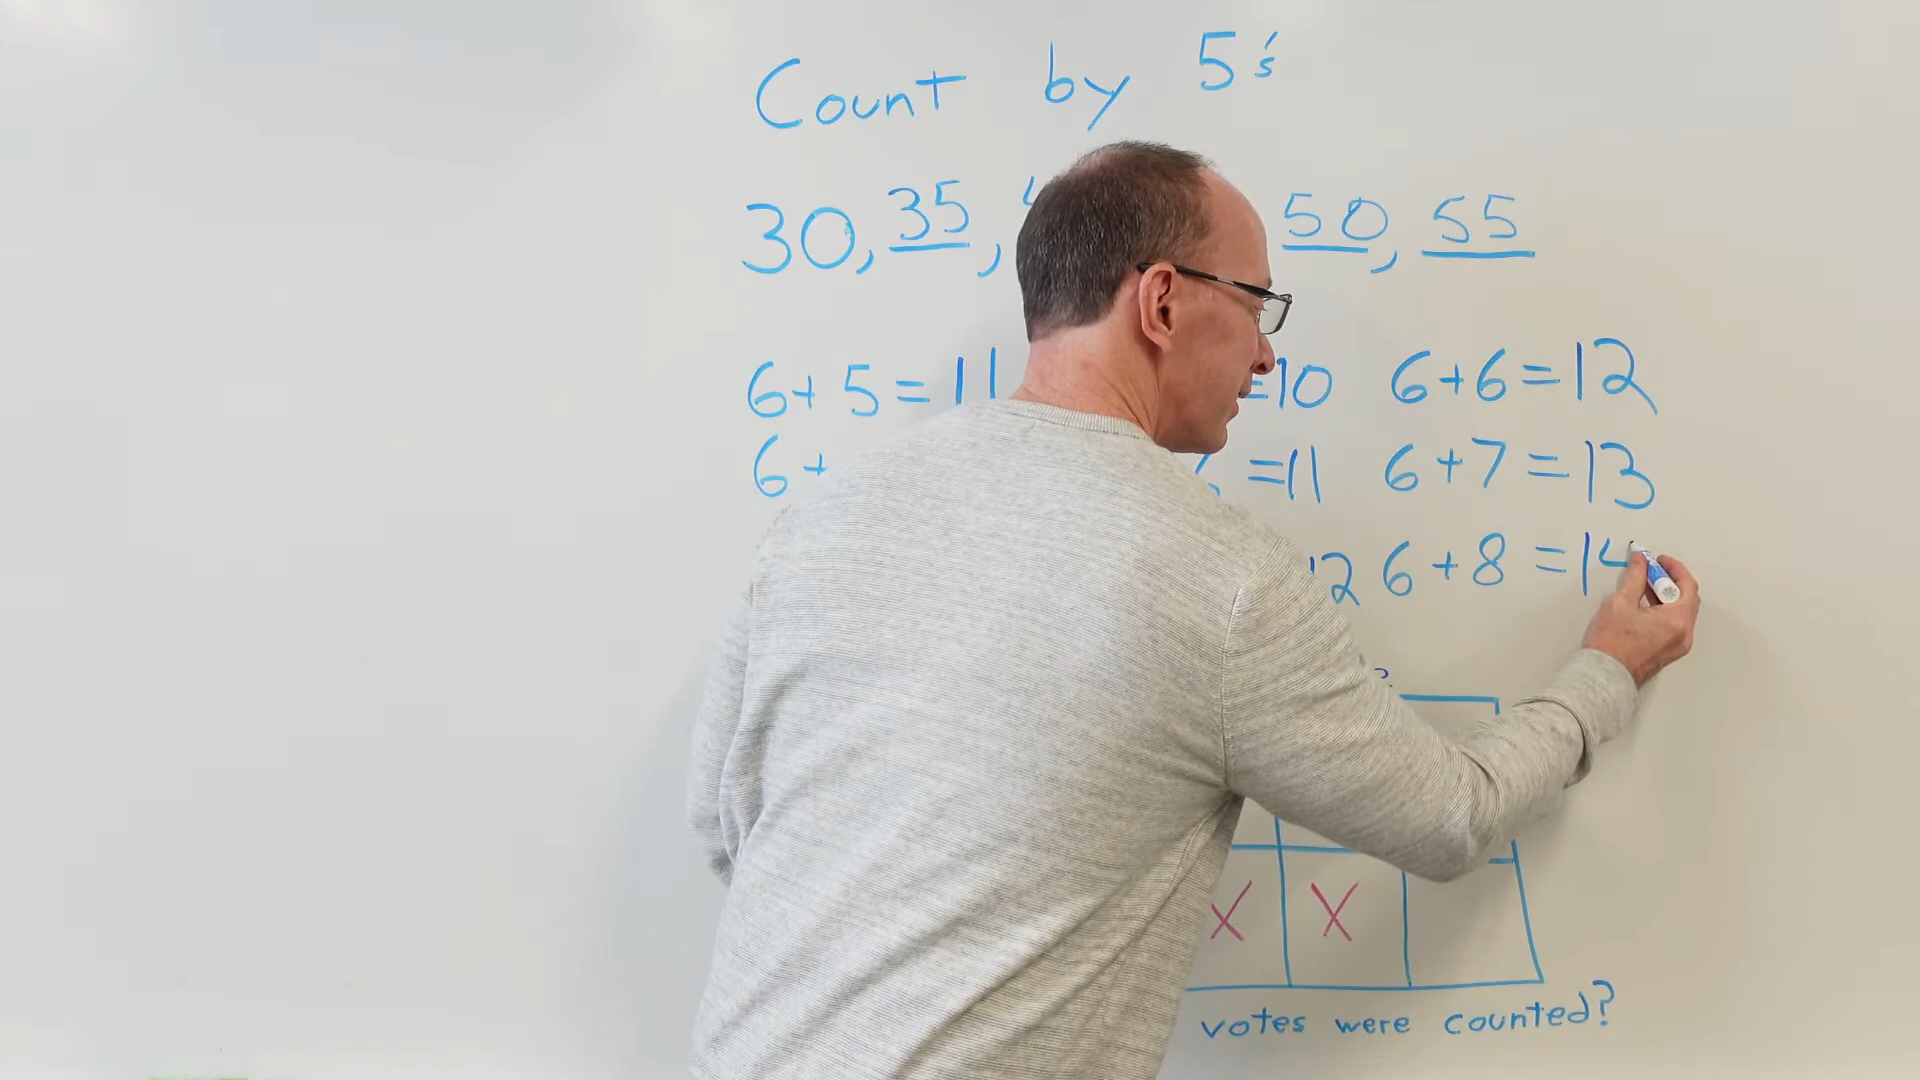 Count by 5's
30, 35, 50, 55
6+5=11 =10 6+6=12
6+ =11 6+7=13
12 6+8=14
X X
votes were counted?